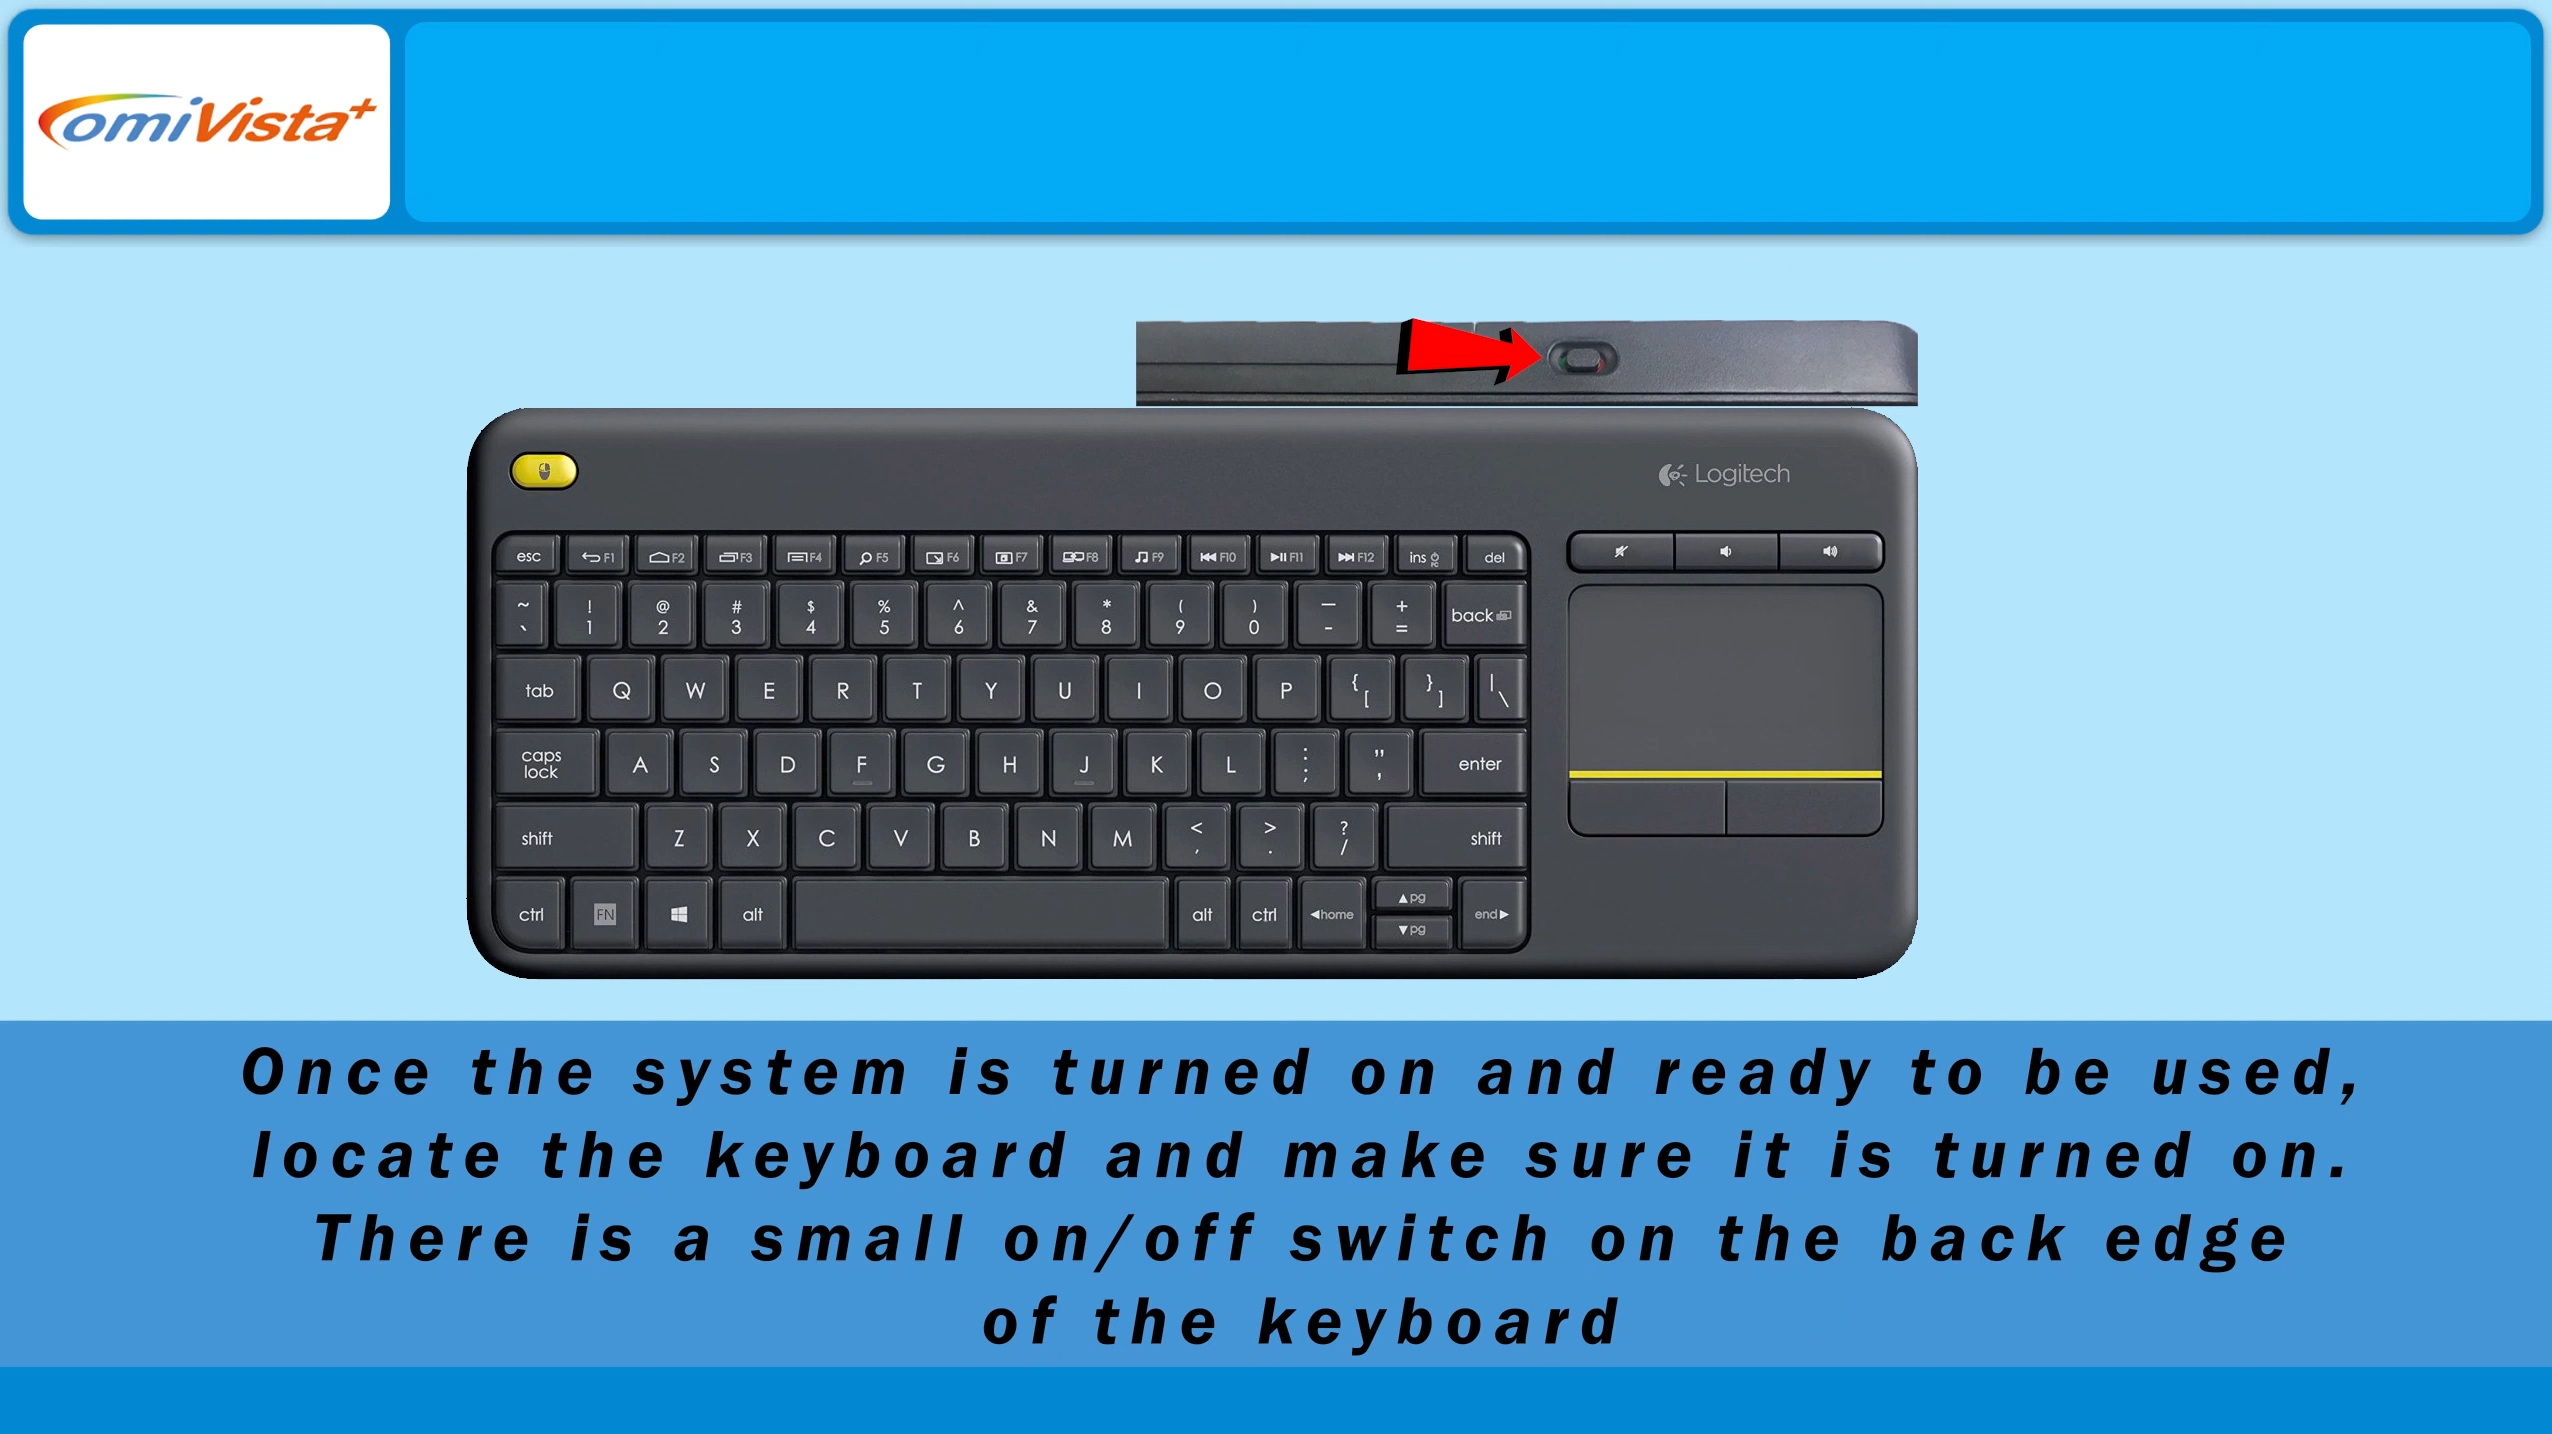 omiVista+
Logitech
esc F1 F2 F3 F4 F5 F6 F7 F8 F9 F10 F11 F12 ins PC del
~ ! @ # $ % ^ & * ( ) — +
` 1 2 3 4 5 6 7 8 9 0 - = back
tab Q W E R T Y U I O P { [ } ] | \
caps lock A S D F G H J K L : ; " ' enter
shift Z X C V B N M < , > . ? / shift
ctrl FN alt alt ctrl ◀home ▲pg ▼pg end▶
Once the system is turned on and ready to be used,
locate the keyboard and make sure it is turned on.
There is a small on/off switch on the back edge
of the keyboard